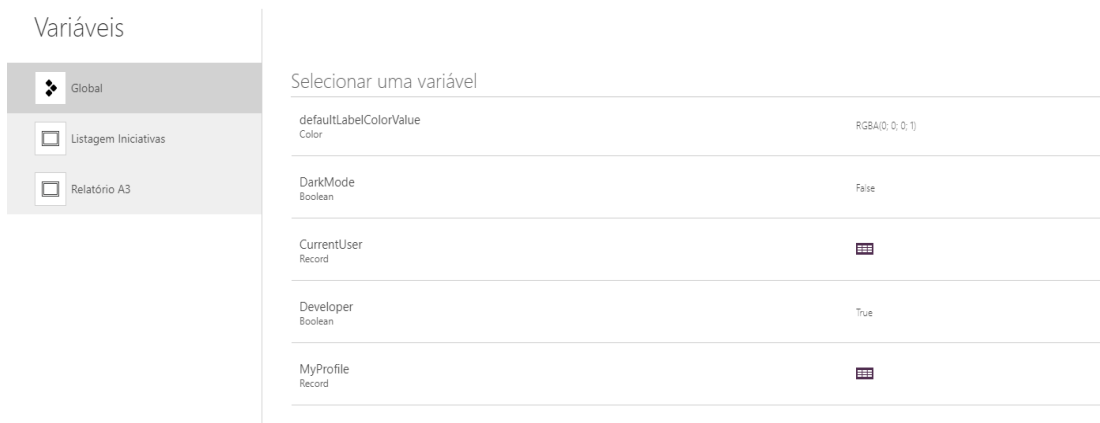 Variáveis
Global
Listagem Iniciativas
Relatório A3
Selecionar uma variável
defaultLabelColorValue
Color
RGBA(0; 0; 0; 1)
DarkMode
Boolean
False
CurrentUser
Record
Developer
Boolean
True
MyProfile
Record